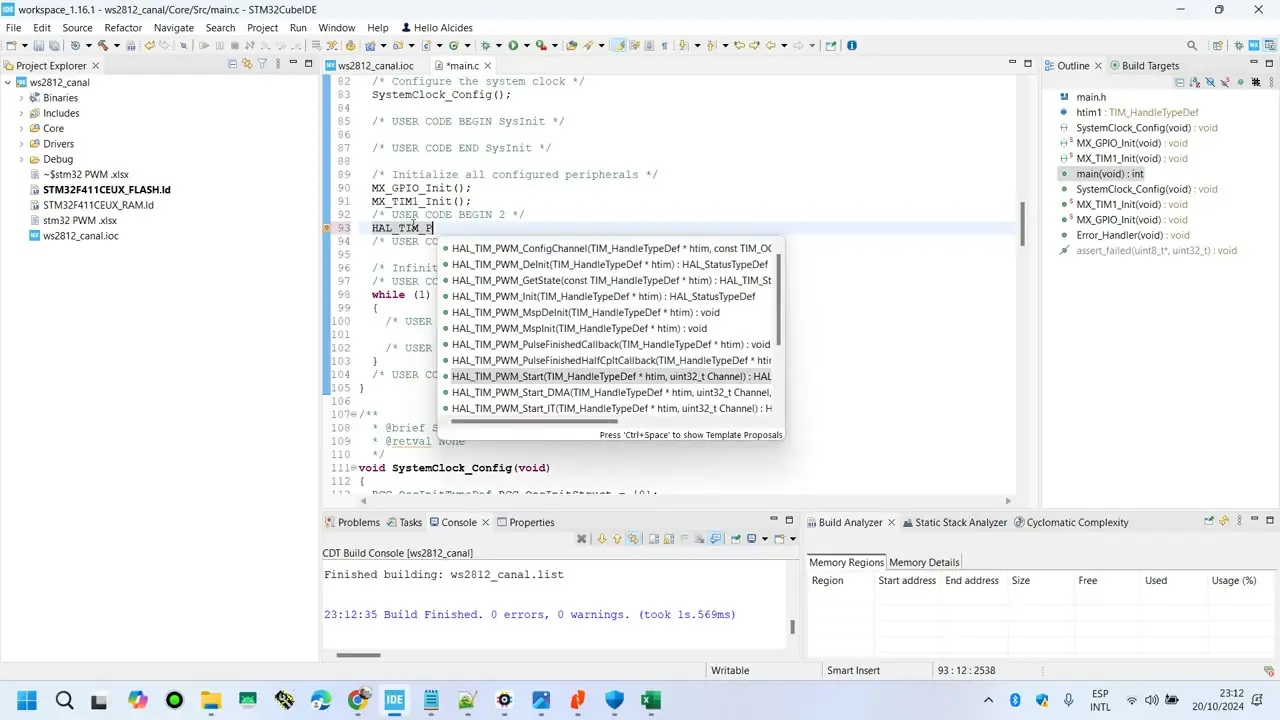 workspace_1.16.1 - ws2812_canal/Core/Src/main.c - STM32CubeIDE
File Edit Source Refactor Navigate Search Project Run Window Help Hello Alcides
Project Explorer
ws2812_canal
Binaries
Includes
Core
Drivers
Debug
~$stm32 PWM .xlsx
STM32F411CEUX_FLASH.ld
STM32F411CEUX_RAM.ld
stm32 PWM .xlsx
ws2812_canal.ioc
ws2812_canal.ioc *main.c
82 /* Configure the system clock */
83 SystemClock_Config();
84
85 /* USER CODE BEGIN SysInit */
86
87 /* USER CODE END SysInit */
88
89 /* Initialize all configured peripherals */
90 MX_GPIO_Init();
91 MX_TIM1_Init();
92 /* USER CODE BEGIN 2 */
93 HAL_TIM_P
94 /* USER CO
95
96 /* Infinit
97 /* USER CO
98 while (1)
99 {
100 /* USER
101
102 /* USER
103 }
104 /* USER CO
105 }
106
107 /**
108 * @brief S
109 * @retval None
110 */
111 void SystemClock_Config(void)
112 {
HAL_TIM_PWM_ConfigChannel(TIM_HandleTypeDef * htim, const TIM_OC
HAL_TIM_PWM_DeInit(TIM_HandleTypeDef * htim) : HAL_StatusTypeDef
HAL_TIM_PWM_GetState(const TIM_HandleTypeDef * htim) : HAL_TIM_St
HAL_TIM_PWM_Init(TIM_HandleTypeDef * htim) : HAL_StatusTypeDef
HAL_TIM_PWM_MspDeInit(TIM_HandleTypeDef * htim) : void
HAL_TIM_PWM_MspInit(TIM_HandleTypeDef * htim) : void
HAL_TIM_PWM_PulseFinishedCallback(TIM_HandleTypeDef * htim) : void
HAL_TIM_PWM_PulseFinishedHalfCpltCallback(TIM_HandleTypeDef * htir
HAL_TIM_PWM_Start(TIM_HandleTypeDef * htim, uint32_t Channel) : HAL
HAL_TIM_PWM_Start_DMA(TIM_HandleTypeDef * htim, uint32_t Channel,
HAL_TIM_PWM_Start_IT(TIM_HandleTypeDef * htim, uint32_t Channel) : H
Press 'Ctrl+Space' to show Template Proposals
Outline Build Targets
main.h
htim1 : TIM_HandleTypeDef
SystemClock_Config(void) : void
MX_GPIO_Init(void) : void
MX_TIM1_Init(void) : void
main(void) : int
SystemClock_Config(void) : void
MX_TIM1_Init(void) : void
MX_GPIO_Init(void) : void
Error_Handler(void) : void
assert_failed(uint8_t*, uint32_t) : void
Problems Tasks Console Properties
CDT Build Console [ws2812_canal]
Finished building: ws2812_canal.list
23:12:35 Build Finished. 0 errors, 0 warnings. (took 1s.569ms)
Build Analyzer Static Stack Analyzer Cyclomatic Complexity
Memory Regions Memory Details
Region Start address End address Size Free Used Usage (%)
Writable Smart Insert 93 : 12 : 2538
IDE
ESP
INTL
23:12
20/10/2024